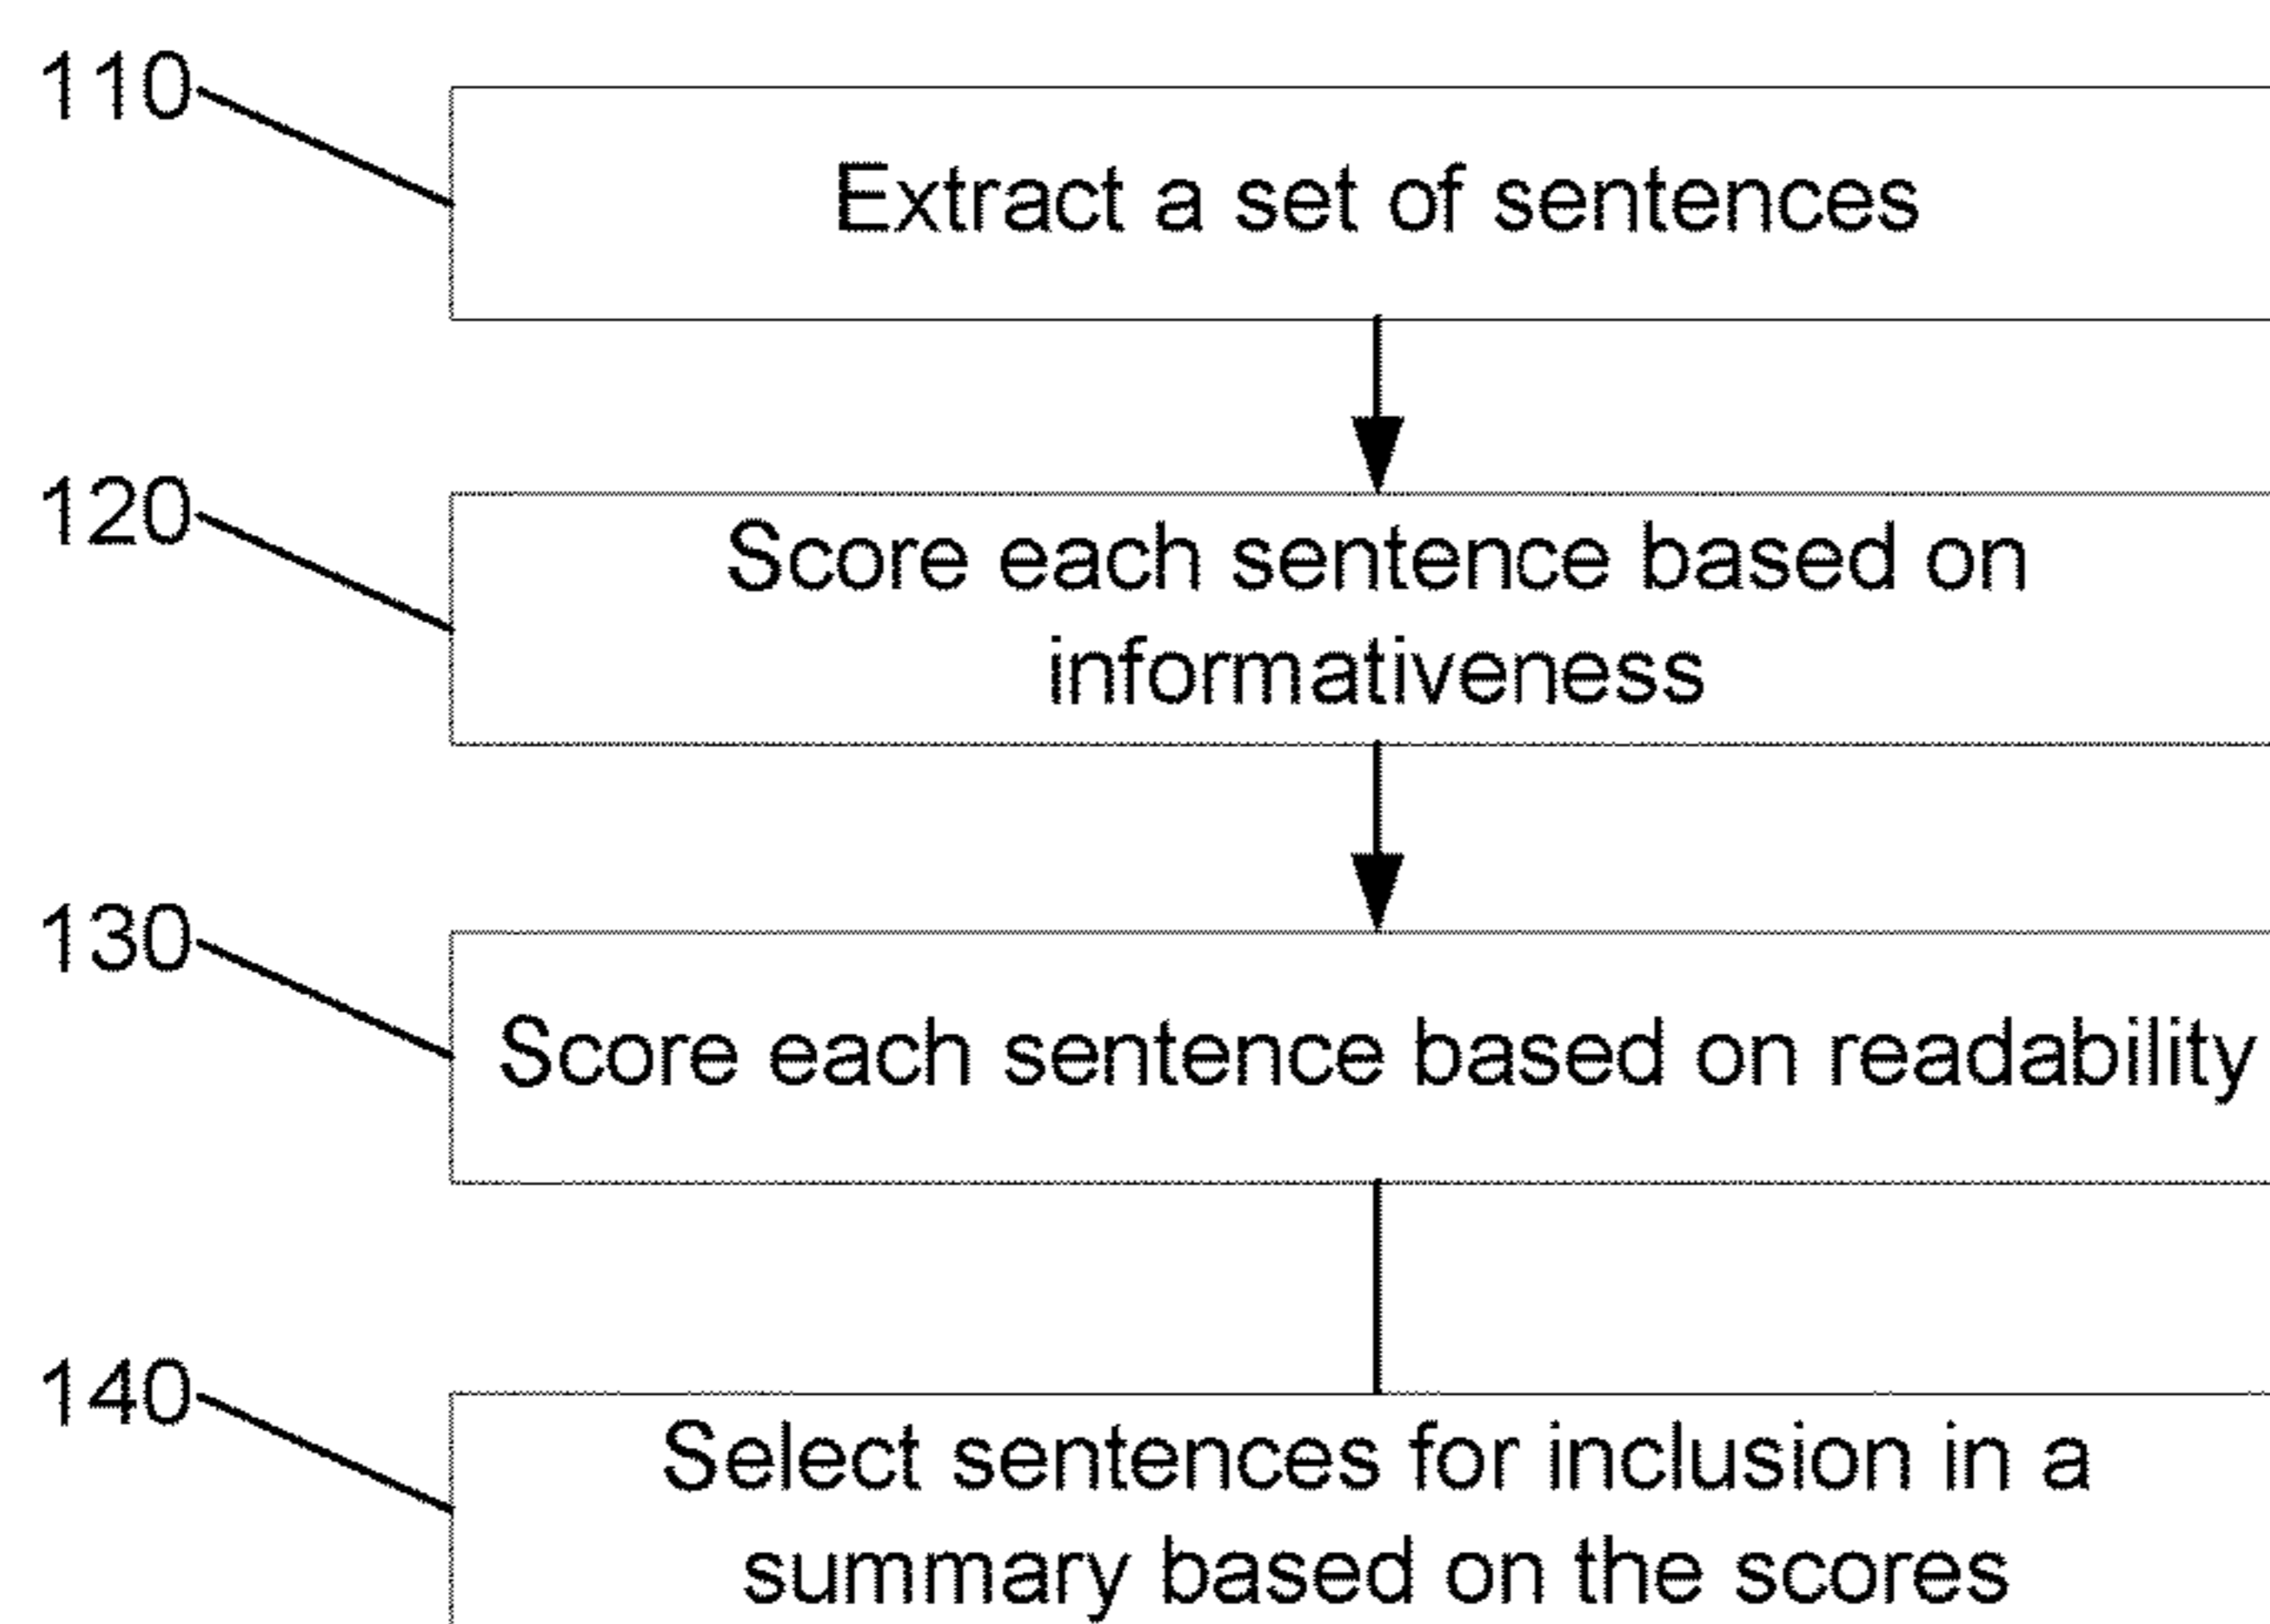 110
Extract a set of sentences
120
Score each sentence based on
informativeness
130
Score each sentence based on readability
140
Select sentences for inclusion in a
summary based on the scores